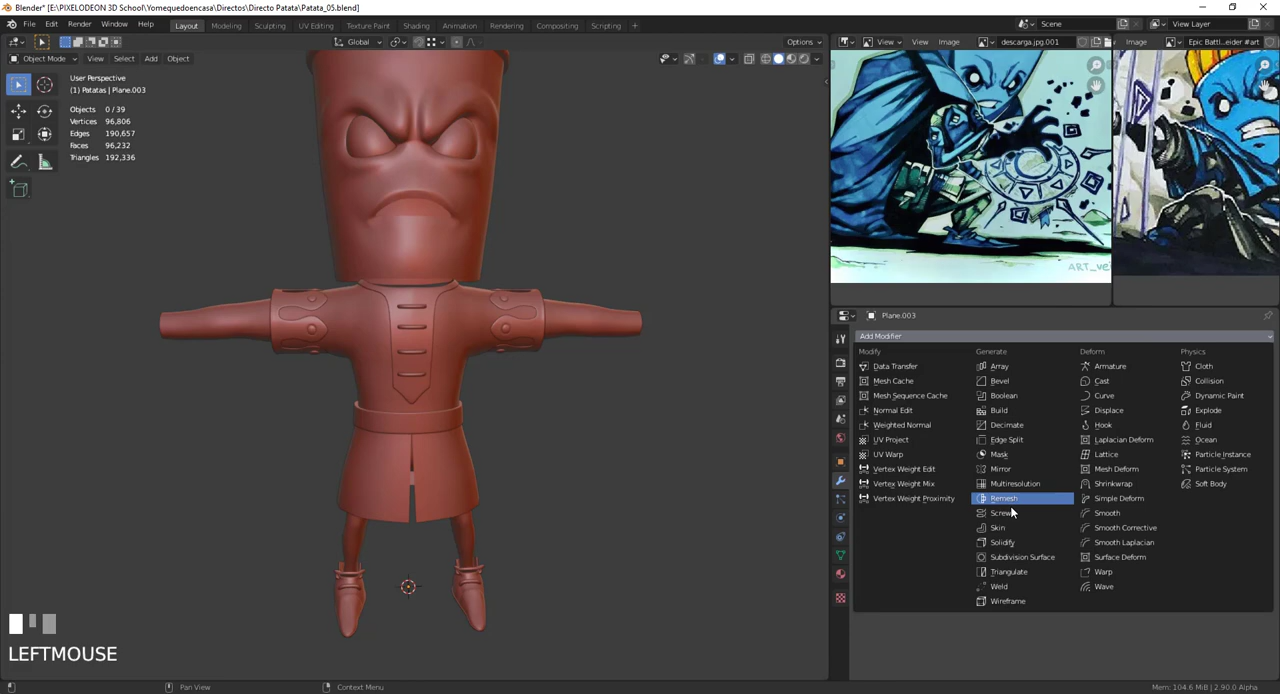 Blender* [E:\PIXELODEON 3D School\Yomequedoencasa\Directos\Directo Patata\Patata_05.blend]
File Edit Render Window Help Layout Modeling Sculpting UV Editing Texture Paint Shading Animation Rendering Compositing Scripting + Scene View Layer
Global Options View View Image descarga.jpg.001 Image Epic Battl...eider #art
Object Mode View Select Add Object
User Perspective
(1) Patatas | Plane.003
Objects 0 / 39
Vertices 96,806
Edges 190,657
Faces 96,232
Triangles 192,336
Plane.003
Add Modifier
Modify Generate Deform Physics
Data Transfer Array Armature Cloth
Mesh Cache Bevel Cast Collision
Mesh Sequence Cache Boolean Curve Dynamic Paint
Normal Edit Build Displace Explode
Weighted Normal Decimate Hook Fluid
UV Project Edge Split Laplacian Deform Ocean
UV Warp Mask Lattice Particle Instance
Vertex Weight Edit Mirror Mesh Deform Particle System
Vertex Weight Mix Multiresolution Shrinkwrap Soft Body
Vertex Weight Proximity Remesh Simple Deform
Screw Smooth
Skin Smooth Corrective
Solidify Smooth Laplacian
Subdivision Surface Surface Deform
Triangulate Warp
Weld Wave
Wireframe
LEFTMOUSE
Pan View Context Menu Mem: 104.6 MiB | 2.90.0 Alpha